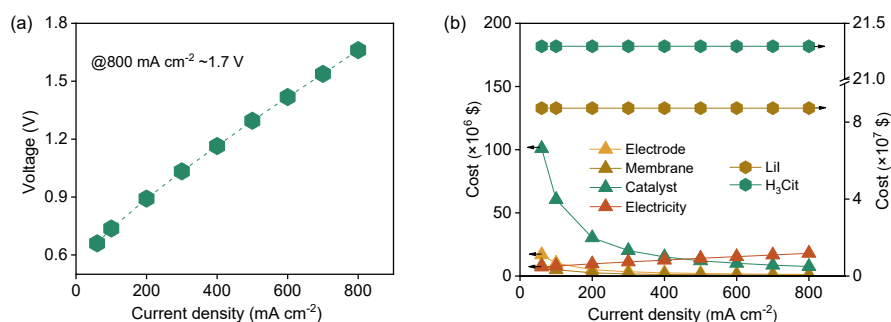 (a)
1.8
1.5
1.2
0.9
0.6
Voltage (V)
@800 mA cm⁻² ~1.7 V
0 200 400 600 800
Current density (mA cm⁻²)
(b)
200
150
100
50
0
Cost (×10⁶ $)
Electrode
Membrane
Catalyst
Electricity
LiI
H₃Cit
21.5
21.0
8
4
0
Cost (×10⁷ $)
0 200 400 600 800
Current density (mA cm⁻²)